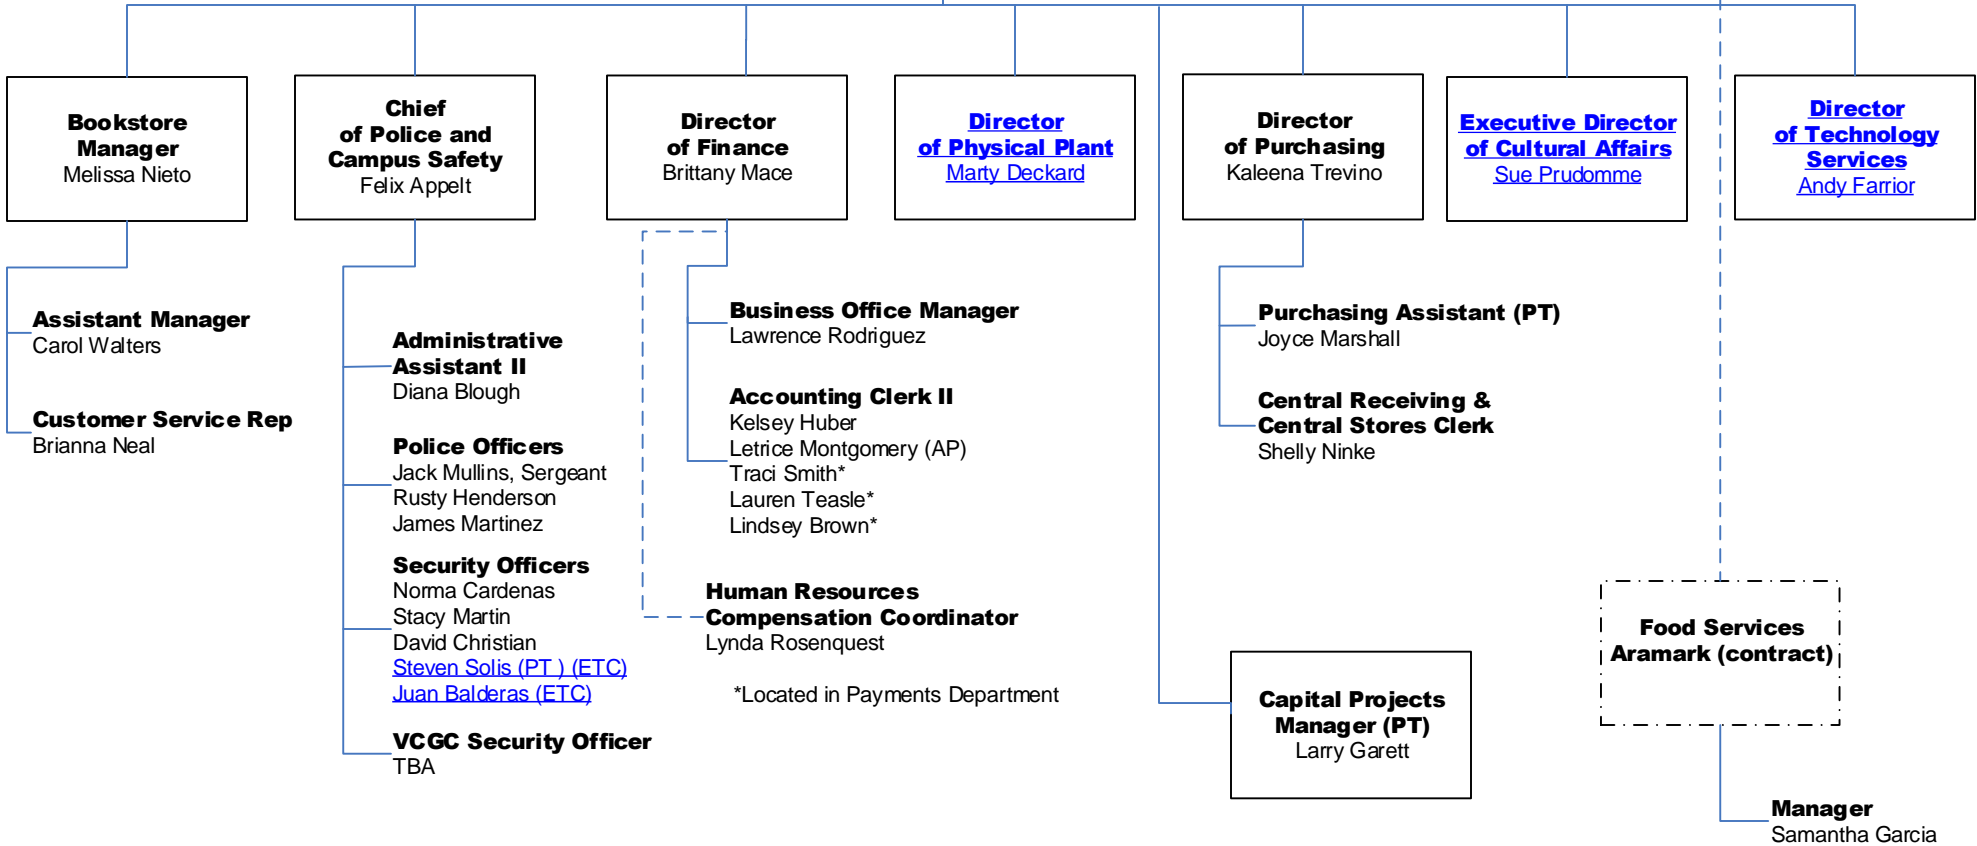 Bookstore
Manager
Melissa Nieto
Assistant Manager
Carol Walters
Customer Service Rep
Brianna Neal
Chief
of Police and
Campus Safety
Felix Appelt
Administrative
Assistant II
Diana Blough
Police Officers
Jack Mullins, Sergeant
Rusty Henderson
James Martinez
Security Officers
Norma Cardenas
Stacy Martin
David Christian
Steven Solis (PT ) (ETC)
Juan Balderas (ETC)
VCGC Security Officer
TBA
Director
of Finance
Brittany Mace
Business Office Manager
Lawrence Rodriguez
Accounting Clerk II
Kelsey Huber
Letrice Montgomery (AP)
Traci Smith*
Lauren Teasle*
Lindsey Brown*
Human Resources
Compensation Coordinator
Lynda Rosenquest
*Located in Payments Department
Director
of Physical Plant
Marty Deckard
Director
of Purchasing
Kaleena Trevino
Purchasing Assistant (PT)
Joyce Marshall
Central Receiving &
Central Stores Clerk
Shelly Ninke
Capital Projects
Manager (PT)
Larry Garett
Executive Director
of Cultural Affairs
Sue Prudomme
Director
of Technology
Services
Andy Farrior
Food Services
Aramark (contract)
Manager
Samantha Garcia